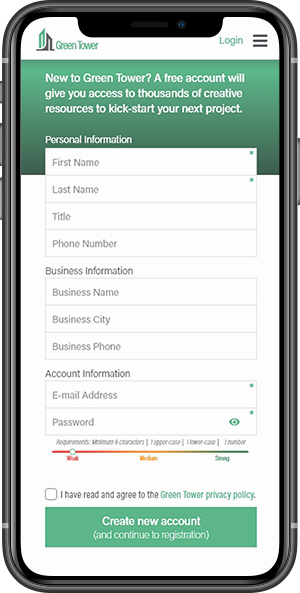 Green Tower
Login
New to Green Tower? A free account will
give you access to thousands of creative
resources to kick-start your next project.
Personal Information
First Name *
Last Name *
Title
Phone Number
Business Information
Business Name
Business City
Business Phone
Account Information
E-mail Address *
Password *
Requirements: Minimum 8 characters | 1 upper-case | 1 lower-case | 1 number
Weak Medium Strong
I have read and agree to the Green Tower privacy policy.
Create new account
(and continue to registration)